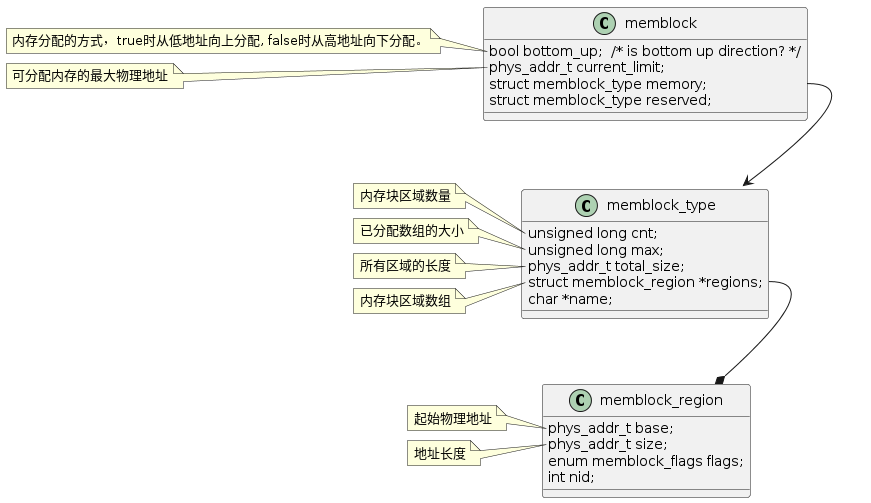 memblock
内存分配的方式，true时从低地址向上分配, false时从高地址向下分配。
可分配内存的最大物理地址
bool bottom_up;  /* is bottom up direction? */
phys_addr_t current_limit;
struct memblock_type memory;
struct memblock_type reserved;
memblock_type
内存块区域数量
已分配数组的大小
所有区域的长度
内存块区域数组
unsigned long cnt;
unsigned long max;
phys_addr_t total_size;
struct memblock_region *regions;
char *name;
memblock_region
起始物理地址
地址长度
phys_addr_t base;
phys_addr_t size;
enum memblock_flags flags;
int nid;